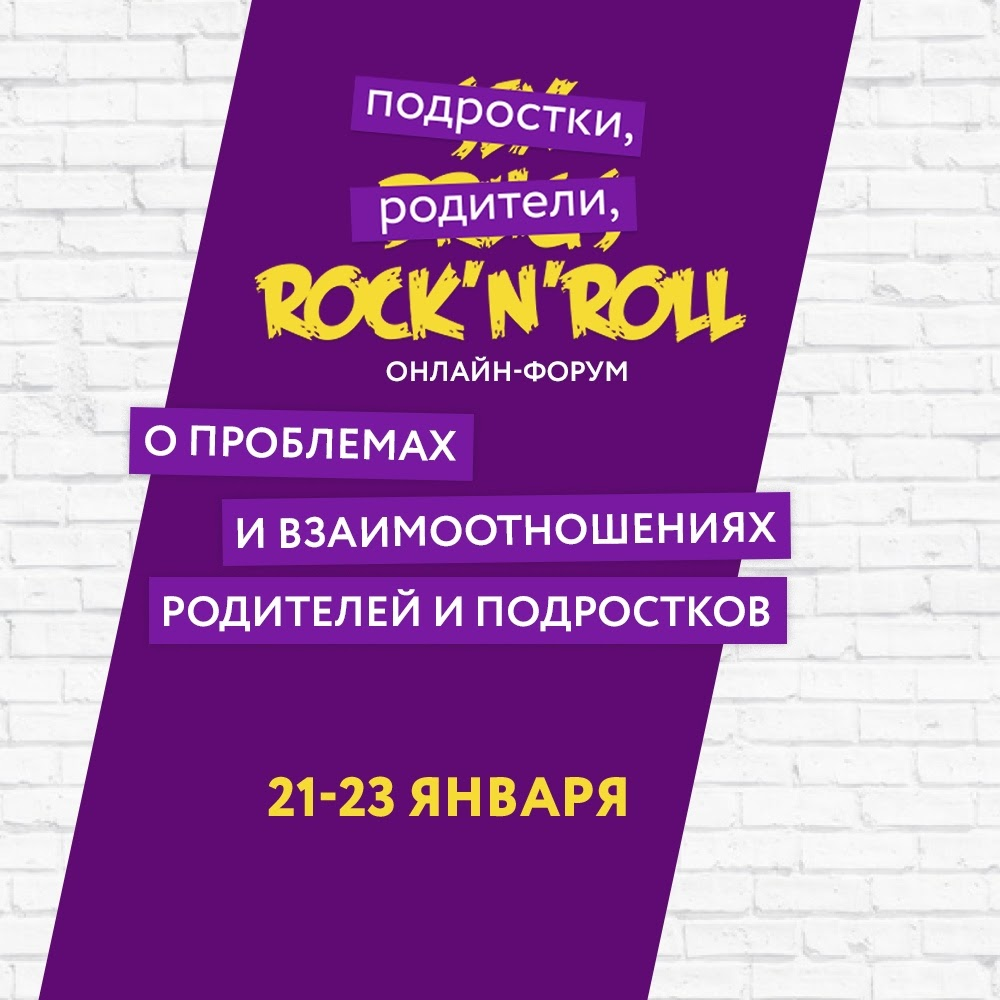 подростки,
родители,
ROCK'N'ROLL
ОНЛАЙН-ФОРУМ
О ПРОБЛЕМАХ
И ВЗАИМООТНОШЕНИЯХ
РОДИТЕЛЕЙ И ПОДРОСТКОВ
21-23 ЯНВАРЯ